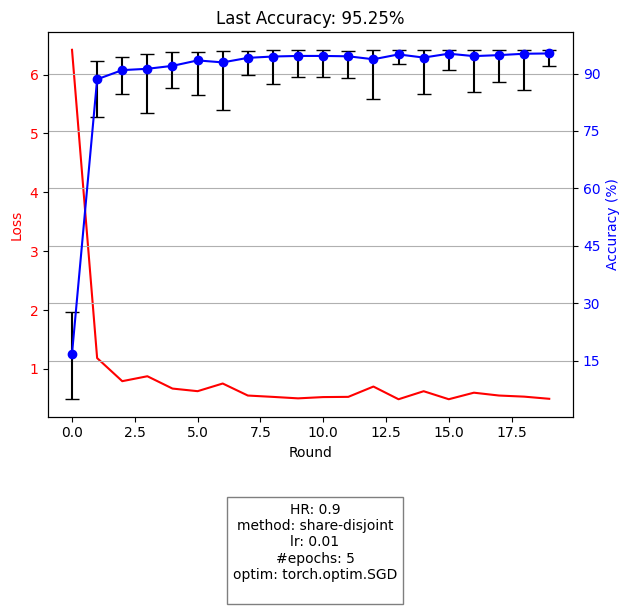 Last Accuracy: 95.25%
6
5
4
3
2
1
Loss
90
75
60
45
30
15
Accuracy (%)
0.0 2.5 5.0 7.5 10.0 12.5 15.0 17.5
Round
HR: 0.9
method: share-disjoint
lr: 0.01
#epochs: 5
optim: torch.optim.SGD